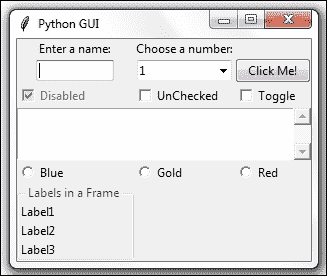 Python GUI
Enter a name: Choose a number:
1 Click Me!
Disabled UnChecked Toggle
Blue Gold Red
Labels in a Frame
Label1
Label2
Label3